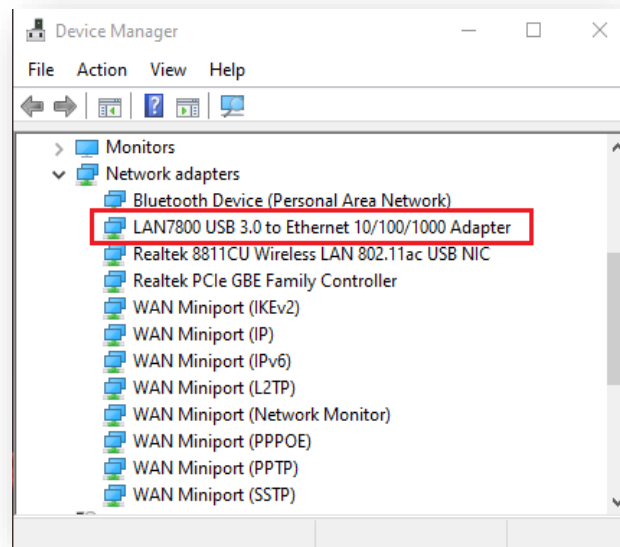 Device Manager
File Action View Help
Monitors
Network adapters
Bluetooth Device (Personal Area Network)
LAN7800 USB 3.0 to Ethernet 10/100/1000 Adapter
Realtek 8811CU Wireless LAN 802.11ac USB NIC
Realtek PCIe GBE Family Controller
WAN Miniport (IKEv2)
WAN Miniport (IP)
WAN Miniport (IPv6)
WAN Miniport (L2TP)
WAN Miniport (Network Monitor)
WAN Miniport (PPPOE)
WAN Miniport (PPTP)
WAN Miniport (SSTP)